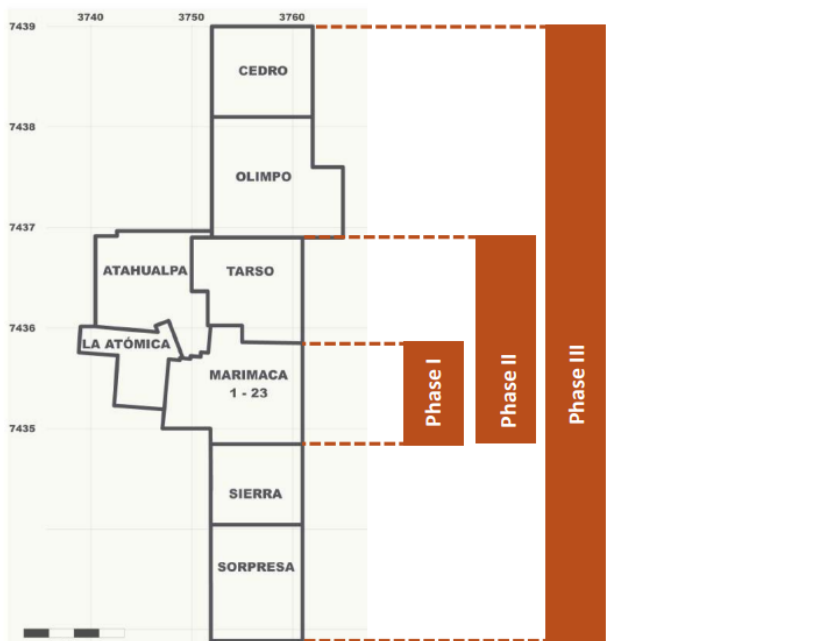 3740 3750 3760
7439
CEDRO
7438
OLIMPO
7437
ATAHUALPA TARSO
7436
LA ATÓMICA
MARIMACA
1 - 23
7435
SIERRA
SORPRESA
Phase I
Phase II
Phase III